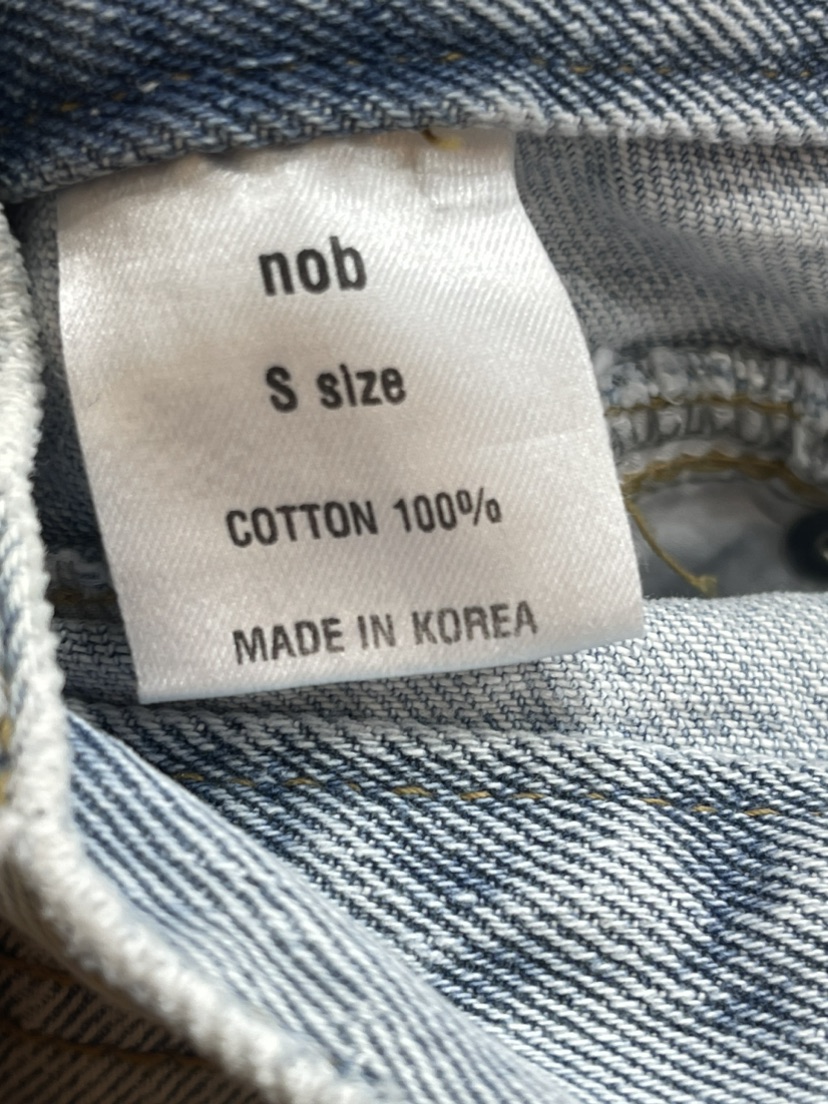 nob
S size
COTTON 100%
MADE IN KOREA